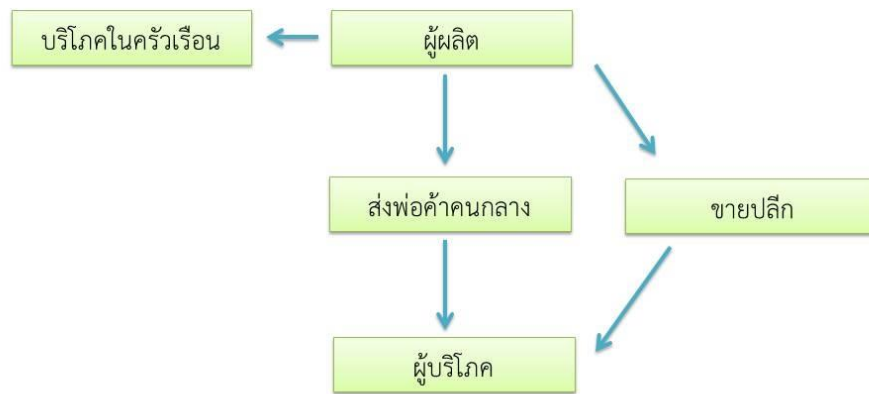 บริโภคในครัวเรือน
ผู้ผลิต
ส่งพ่อค้าคนกลาง
ขายปลีก
ผู้บริโภค